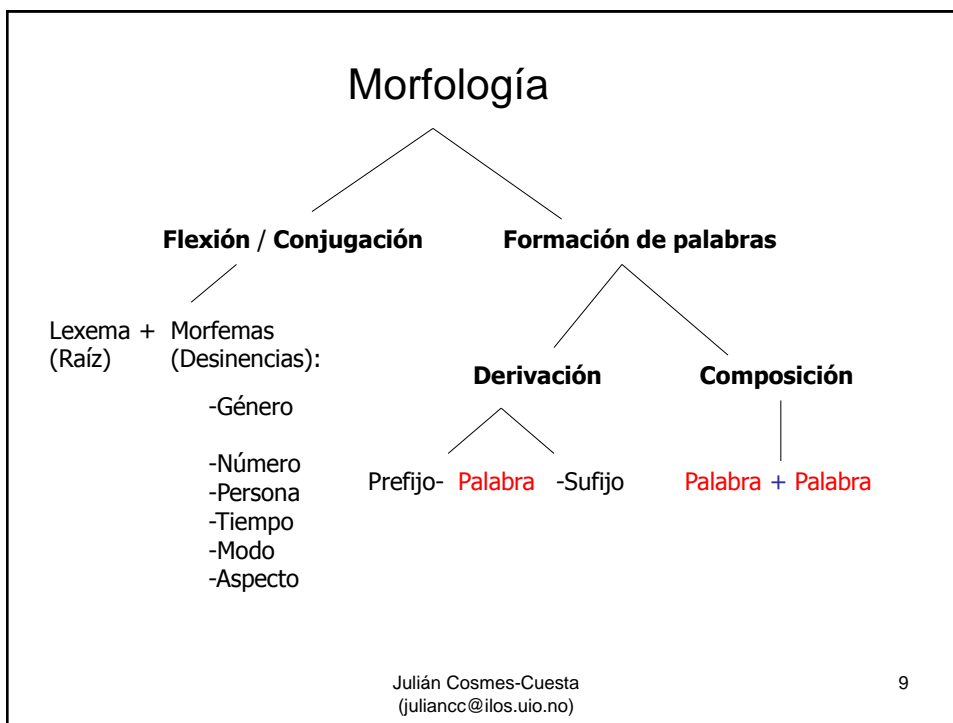 Morfología
Flexión / Conjugación
Formación de palabras
Lexema + Morfemas
(Raíz) (Desinencias):
-Género
-Número
-Persona
-Tiempo
-Modo
-Aspecto
Derivación
Composición
Prefijo- Palabra -Sufijo
Palabra + Palabra
Julián Cosmes-Cuesta
(juliancc@ilos.uio.no)
9